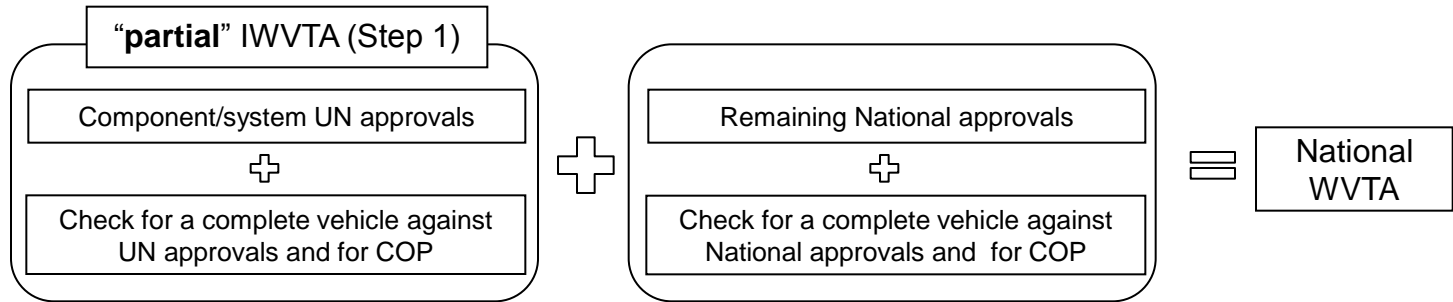 “partial” IWVTA (Step 1)
Component/system UN approvals
Check for a complete vehicle against
UN approvals and for COP
Remaining National approvals
Check for a complete vehicle against
National approvals and for COP
National
WVTA